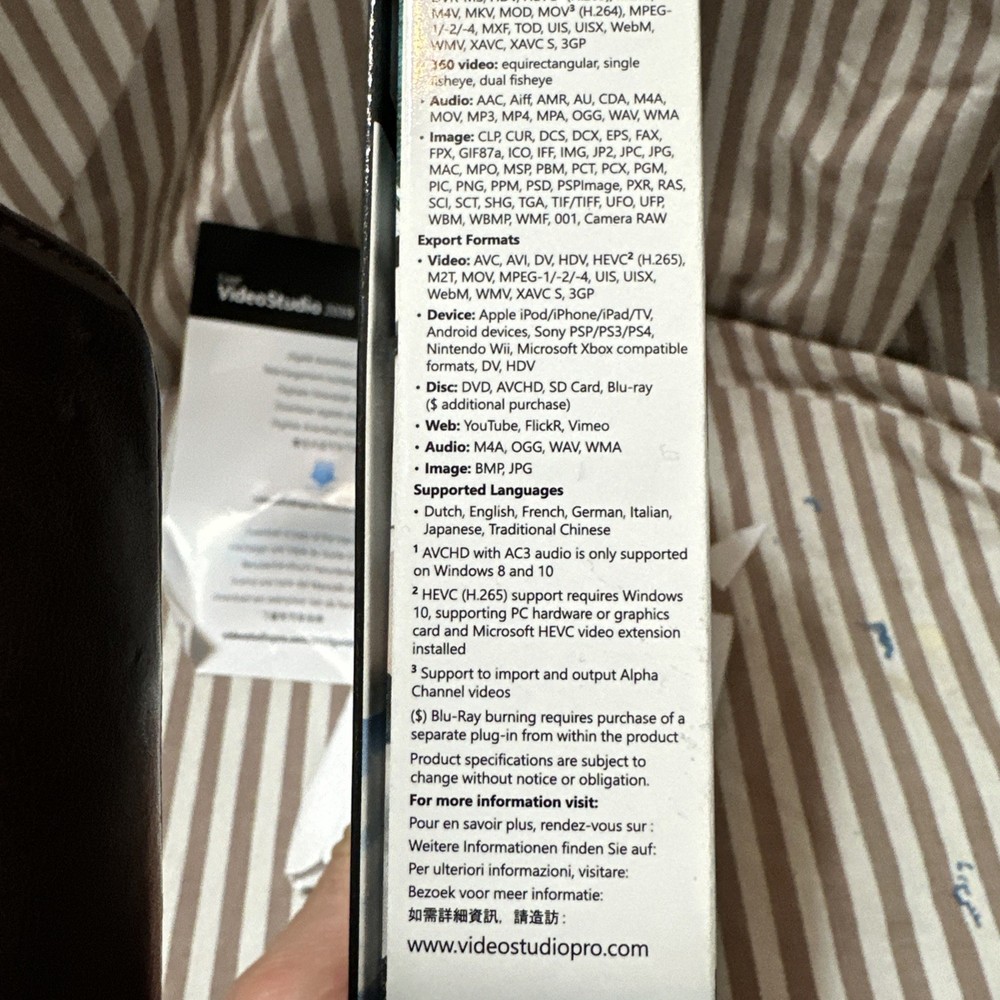 M4V, MKV, MOD, MOV³ (H.264), MPEG-
1/-2/-4, MXF, TOD, UIS, UISX, WebM,
WMV, XAVC, XAVC S, 3GP
360 video: equirectangular, single
fisheye, dual fisheye
• Audio: AAC, Aiff, AMR, AU, CDA, M4A,
MOV, MP3, MP4, MPA, OGG, WAV, WMA
• Image: CLP, CUR, DCS, DCX, EPS, FAX,
FPX, GIF87a, ICO, IFF, IMG, JP2, JPC, JPG,
MAC, MPO, MSP, PBM, PCT, PCX, PGM,
PIC, PNG, PPM, PSD, PSPImage, PXR, RAS,
SCI, SCT, SHG, TGA, TIF/TIFF, UFO, UFP,
WBM, WBMP, WMF, 001, Camera RAW
Export Formats
• Video: AVC, AVI, DV, HDV, HEVC² (H.265),
M2T, MOV, MPEG-1/-2/-4, UIS, UISX,
WebM, WMV, XAVC S, 3GP
• Device: Apple iPod/iPhone/iPad/TV,
Android devices, Sony PSP/PS3/PS4,
Nintendo Wii, Microsoft Xbox compatible
formats, DV, HDV
• Disc: DVD, AVCHD, SD Card, Blu-ray
($ additional purchase)
• Web: YouTube, FlickR, Vimeo
• Audio: M4A, OGG, WAV, WMA
• Image: BMP, JPG
Supported Languages
• Dutch, English, French, German, Italian,
Japanese, Traditional Chinese
¹ AVCHD with AC3 audio is only supported
on Windows 8 and 10
² HEVC (H.265) support requires Windows
10, supporting PC hardware or graphics
card and Microsoft HEVC video extension
installed
³ Support to import and output Alpha
Channel videos
($) Blu-Ray burning requires purchase of a
separate plug-in from within the product
Product specifications are subject to
change without notice or obligation.
For more information visit:
Pour en savoir plus, rendez-vous sur :
Weitere Informationen finden Sie auf:
Per ulteriori informazioni, visitare:
Bezoek voor meer informatie:
如需詳細資訊，請造訪：
www.videostudiopro.com
VideoStudio 2019